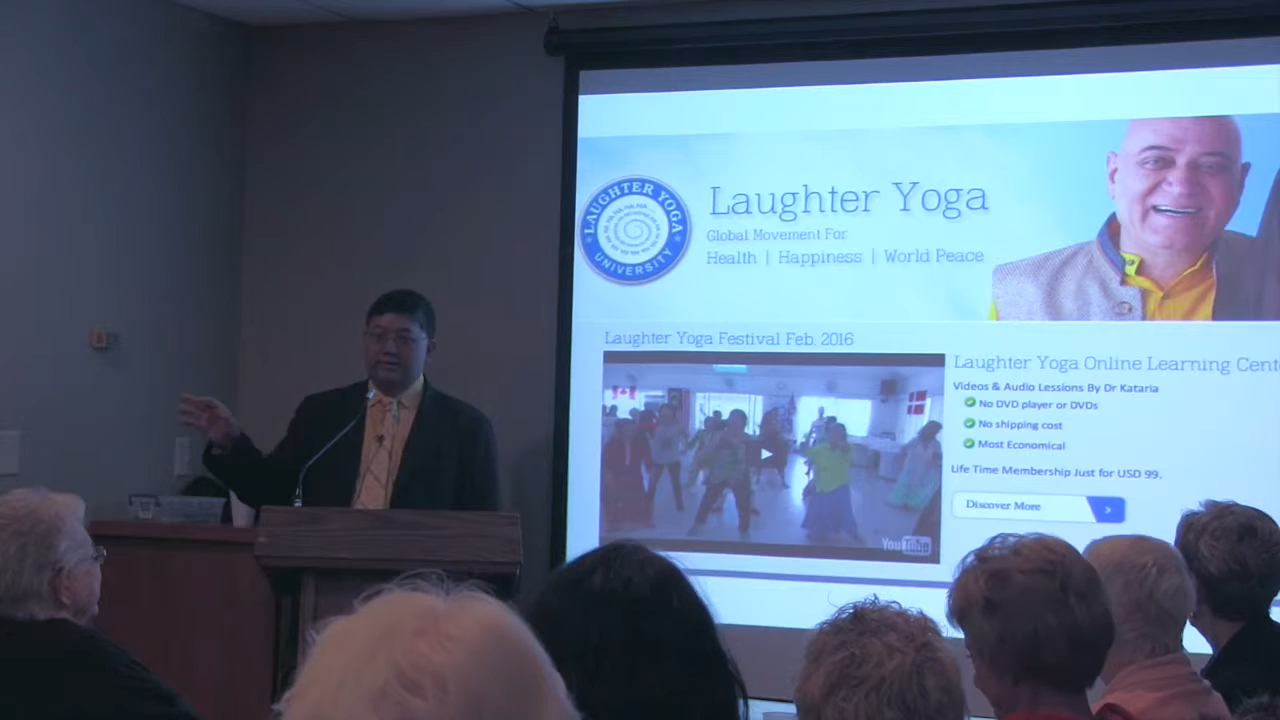 LAUGHTER YOGA
UNIVERSITY
Laughter Yoga
Global Movement For
Health | Happiness | World Peace
Laughter Yoga Festival Feb. 2016
YouTube
Laughter Yoga Online Learning
Videos & Audio Lessions By Dr Kataria
No DVD player or DVDs
No shipping cost
Most Economical
Life Time Membership Just for USD 99.
Discover More